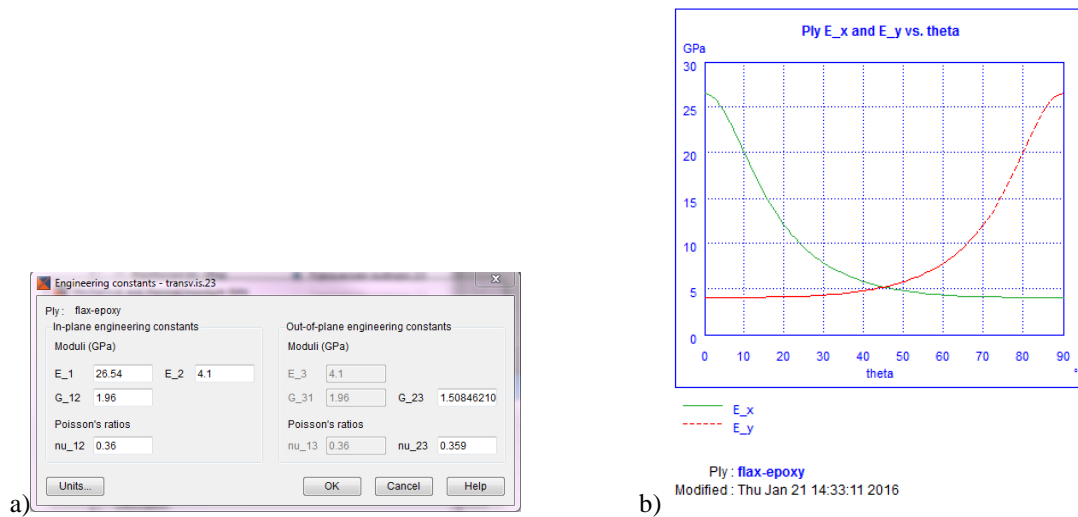 Engineering constants - transv.is.23
Ply : flax-epoxy
In-plane engineering constants
Moduli (GPa)
E_1 26.54 E_2 4.1
G_12 1.96
Poisson's ratios
nu_12 0.36
Out-of-plane engineering constants
Moduli (GPa)
E_3 4.1
G_31 1.96 G_23 1.50846210
Poisson's ratios
nu_13 0.36 nu_23 0.359
Units... OK Cancel Help
a)
Ply E_x and E_y vs. theta
GPa
30
25
20
15
10
5
0
0 10 20 30 40 50 60 70 80 90
theta °
E_x
E_y
Ply : flax-epoxy
b) Modified : Thu Jan 21 14:33:11 2016